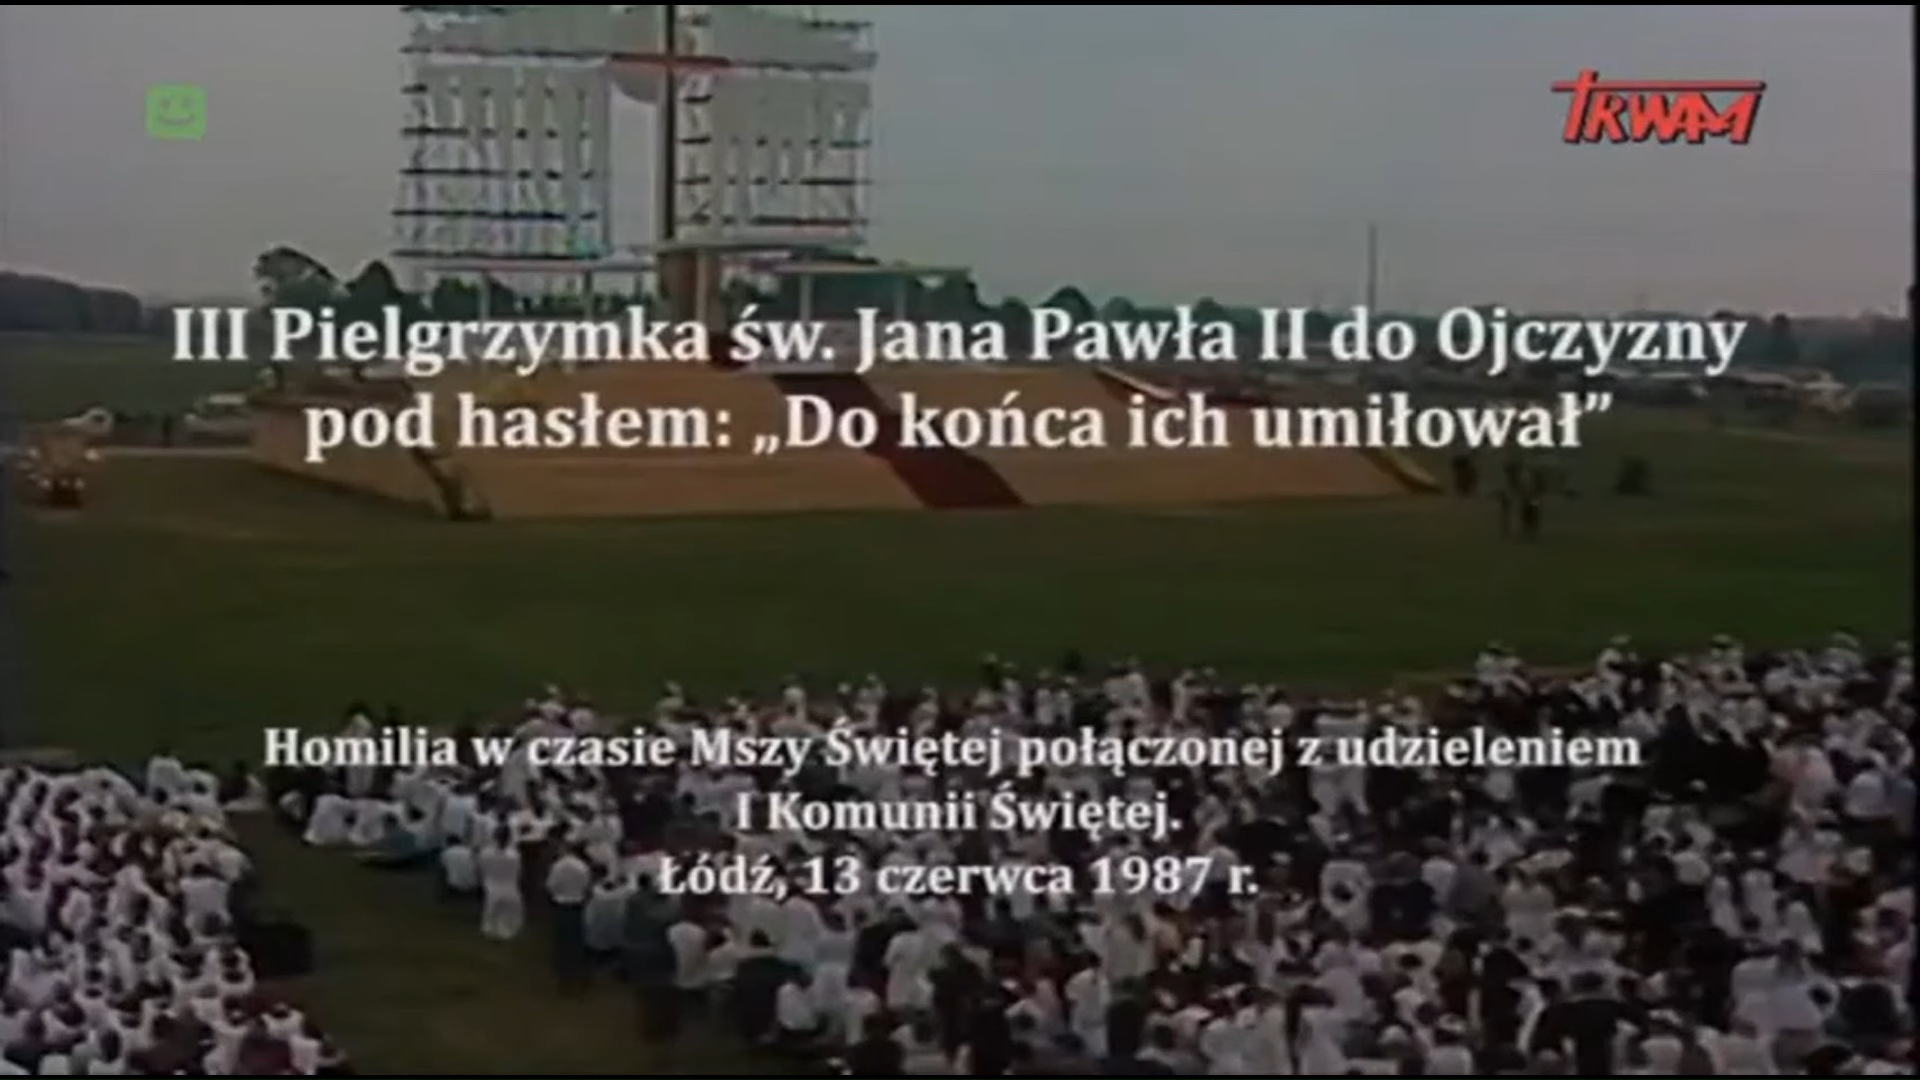 TRWAM
III Pielgrzymka św. Jana Pawła II do Ojczyzny
pod hasłem: „Do końca ich umiłował”
Homilia w czasie Mszy Świętej połączonej z udzieleniem
I Komunii Świętej.
Łódź, 13 czerwca 1987 r.